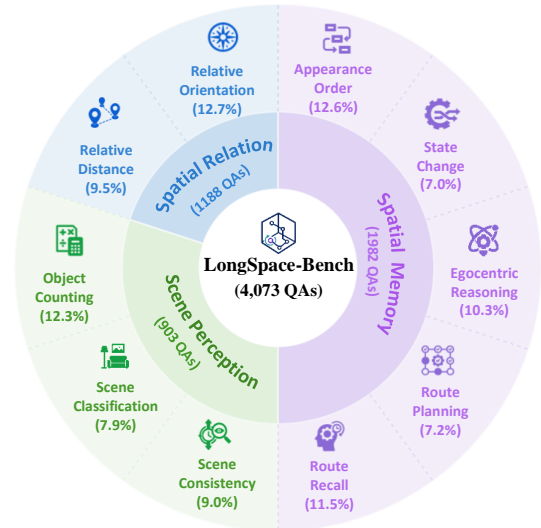 Relative
Orientation
(12.7%)
Appearance
Order
(12.6%)
State
Change
(7.0%)
Egocentric
Reasoning
(10.3%)
Route
Planning
(7.2%)
Route
Recall
(11.5%)
Scene
Consistency
(9.0%)
Scene
Classification
(7.9%)
Object
Counting
(12.3%)
Relative
Distance
(9.5%)
Spatial Relation
(1188 QAs)
Spatial Memory
(1982 QAs)
Scene Perception
(903 QAs)
LongSpace-Bench
(4,073 QAs)